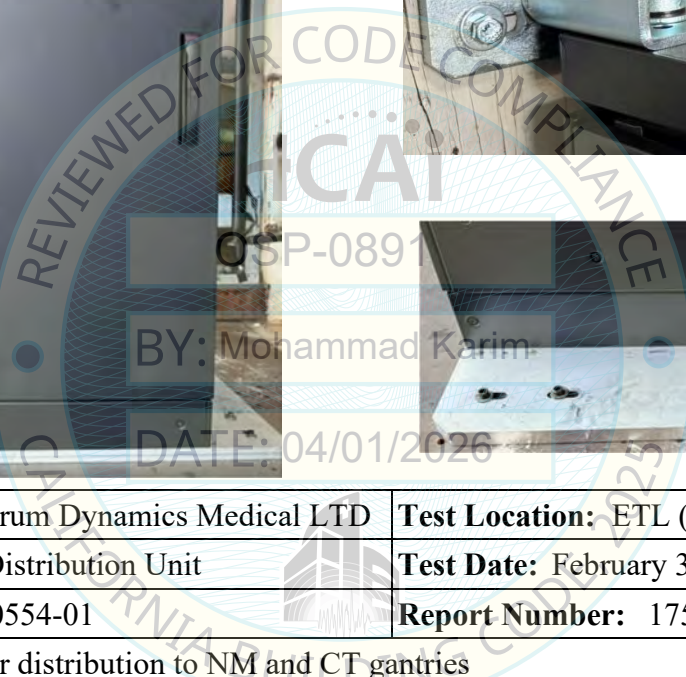 REVIEWED FOR CODE COMPLIANCE
HCAi
OSP-0891
BY: Mohammad Karim
DATE: 04/01/2026
CALIFORNIA BUILDING CODE 2025
rum Dynamics Medical LTD Test Location: ETL (
Distribution Unit Test Date: February 3
0554-01 Report Number: 175
r distribution to NM and CT gantries